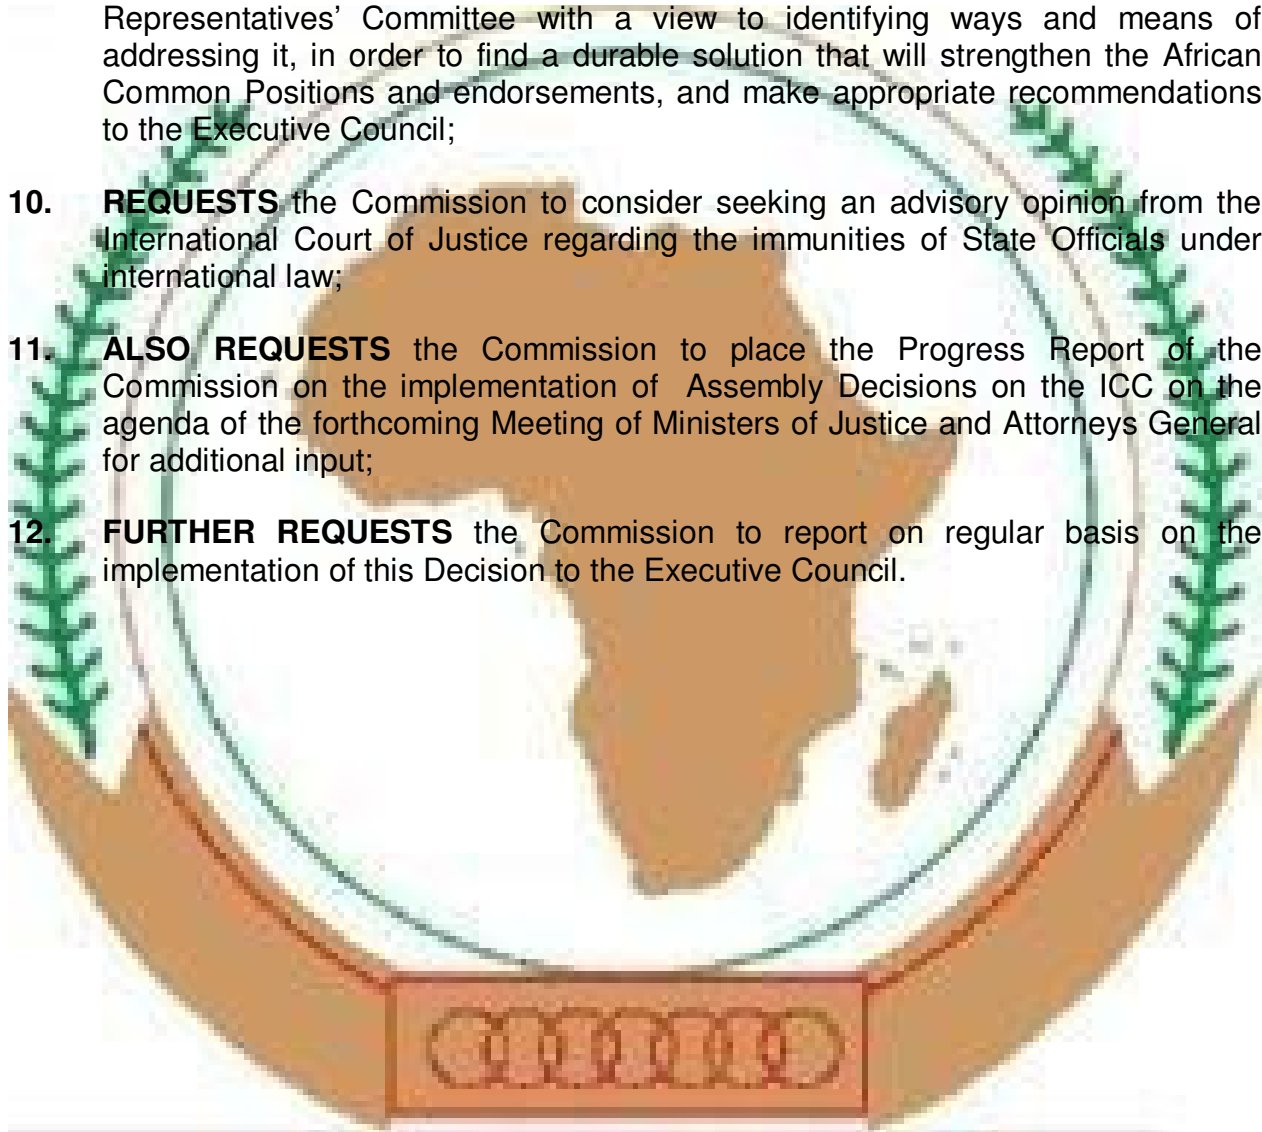 Representatives’ Committee with a view to identifying ways and means of
addressing it, in order to find a durable solution that will strengthen the African
Common Positions and endorsements, and make appropriate recommendations
to the Executive Council;
10. REQUESTS the Commission to consider seeking an advisory opinion from the
International Court of Justice regarding the immunities of State Officials under
international law;
11. ALSO REQUESTS the Commission to place the Progress Report of the
Commission on the implementation of  Assembly Decisions on the ICC on the
agenda of the forthcoming Meeting of Ministers of Justice and Attorneys General
for additional input;
12. FURTHER REQUESTS the Commission to report on regular basis on the
implementation of this Decision to the Executive Council.